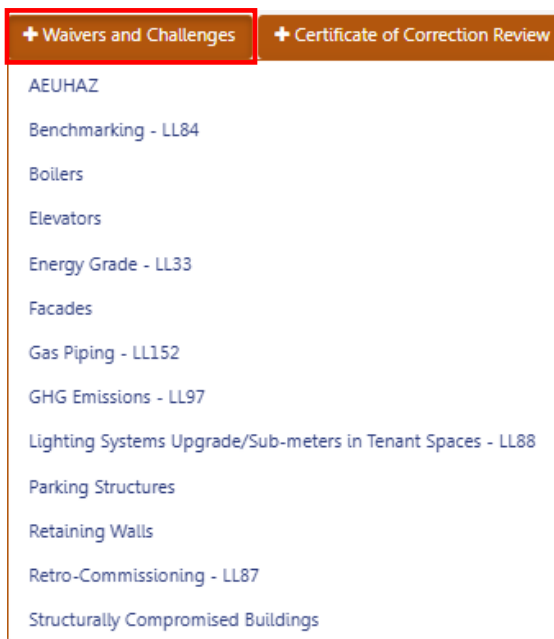 + Waivers and Challenges
+ Certificate of Correction Review
AEUHAZ
Benchmarking - LL84
Boilers
Elevators
Energy Grade - LL33
Facades
Gas Piping - LL152
GHG Emissions - LL97
Lighting Systems Upgrade/Sub-meters in Tenant Spaces - LL88
Parking Structures
Retaining Walls
Retro-Commissioning - LL87
Structurally Compromised Buildings